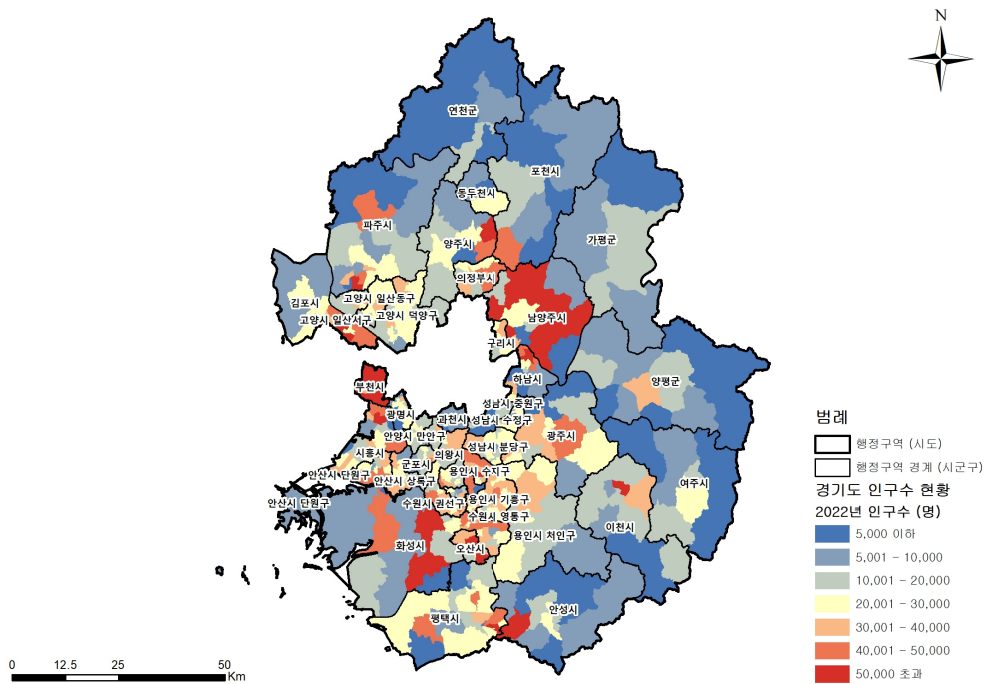 N
연천군
포천시
동두천시
파주시
양주시
가평군
의정부시
김포시
고양시 일산동구
고양시 일산서구
고양시 덕양구
남양주시
구리시
부천시
하남시
양평군
성남시 중원구
광명시
과천시
성남시 수정구
안양시 만안구
광주시
시흥시
의왕시
성남시 분당구
군포시
안산시 단원구
용인시 수지구
안산시 상록구
여주시
안산시 단원구
수원시 권선구
용인시 기흥구
수원시 영통구
이천시
화성시
오산시
용인시 처인구
평택시
안성시
범례
행정구역 (시도)
행정구역 경계 (시군구)
경기도 인구수 현황
2022년 인구수 (명)
5,000 이하
5,001 - 10,000
10,001 - 20,000
20,001 - 30,000
30,001 - 40,000
40,001 - 50,000
50,000 초과
0 12.5 25 50
Km